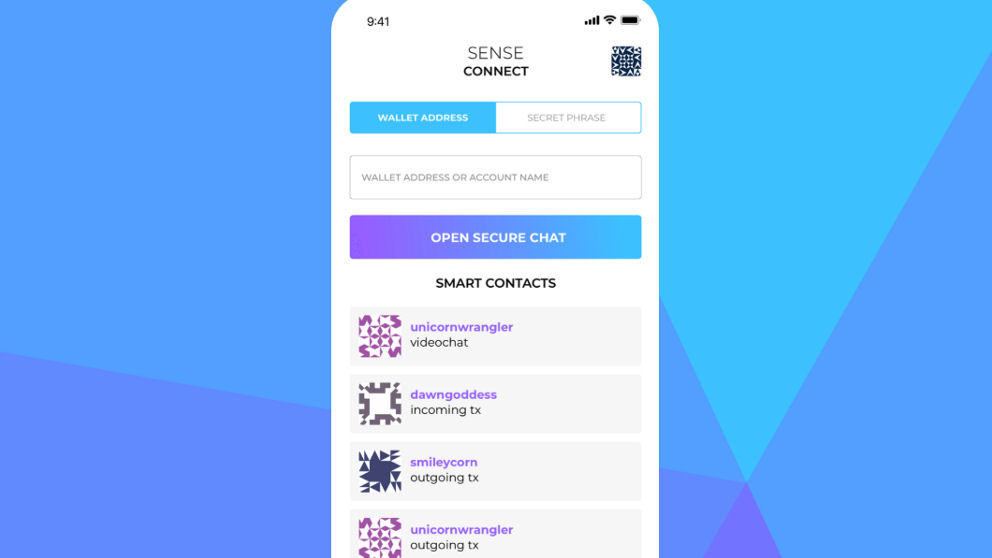 9:41
SENSE
CONNECT
WALLET ADDRESS
SECRET PHRASE
WALLET ADDRESS OR ACCOUNT NAME
OPEN SECURE CHAT
SMART CONTACTS
unicornwrangler
videochat
dawngoddess
incoming tx
smileycorn
outgoing tx
unicornwrangler
outgoing tx